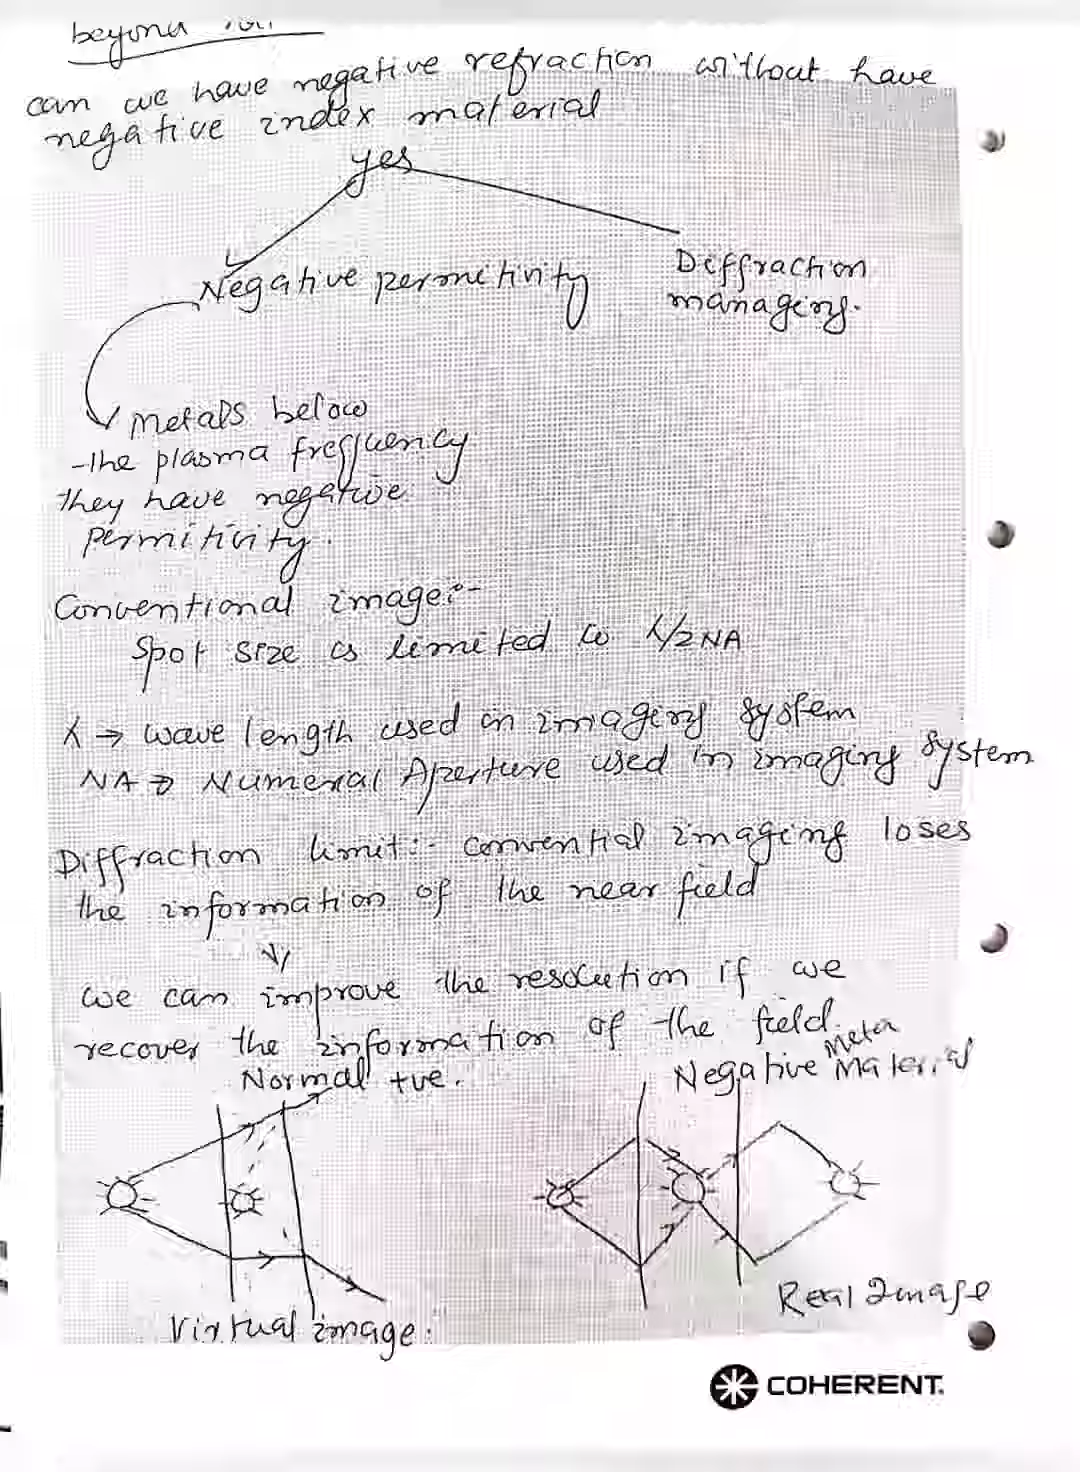 beyond
can we have negative refraction without have
negative index material
yes
Negative permitivity
Diffraction
managing.
Metals below
the plasma freqquency
they have negative
permitivity.
Conventional image:-
Spot size is limited to λ/2NA
λ → wave length used in imaging system
NA → Numerial Aperture used in imaging system
Diffraction limit:- convential imaging loses
the information of the near field
we can improve the resolution if we
recover the information of the field.
Normal +ve.
Negative Meta Material
Virtual image.
Real Image
COHERENT.